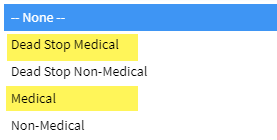 -- None --
Dead Stop Medical
Dead Stop Non-Medical
Medical
Non-Medical